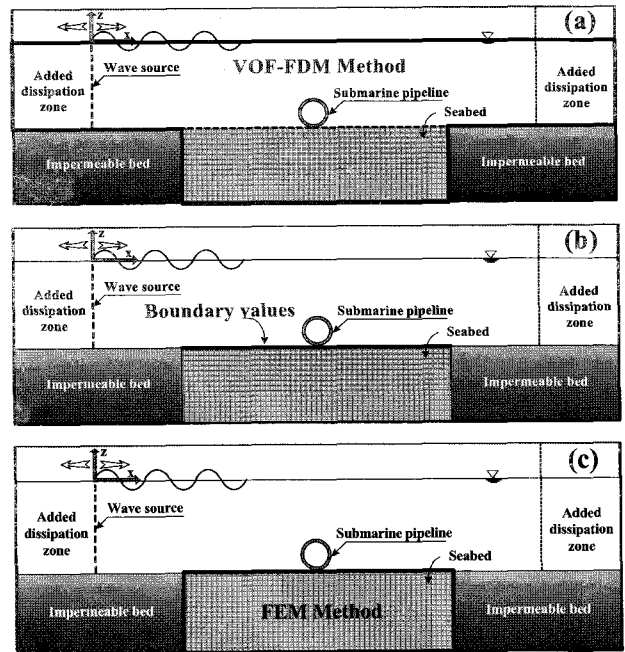 (a)
z
x
Added
dissipation
zone
Wave source
VOF-FDM Method
Submarine pipeline
Seabed
Added
dissipation
zone
Impermeable bed
Impermeable bed
(b)
z
x
Added
dissipation
zone
Wave source
Boundary values
Submarine pipeline
Seabed
Added
dissipation
zone
Impermeable bed
Impermeable bed
(c)
z
x
Added
dissipation
zone
Wave source
Submarine pipeline
Seabed
Added
dissipation
zone
Impermeable bed
FEM Method
Impermeable bed